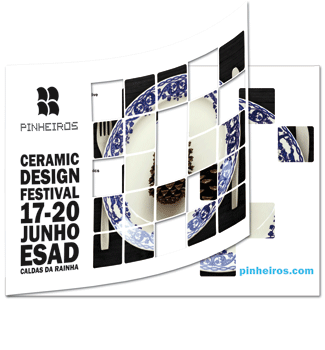 PINHEIROS
CERAMIC
DESIGN
FESTIVAL
17-20
JUNHO
ESAD
CALDAS DA RAINHA
pinheiros.com